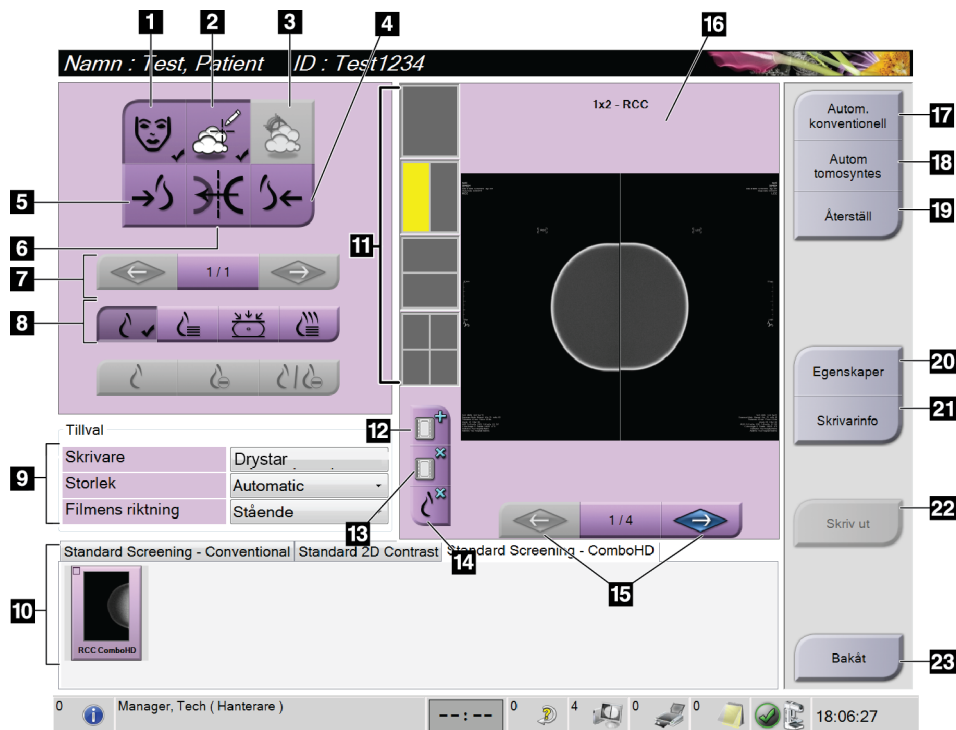 1 2 3 4 16
Namn : Test, Patient ID : Test1234
1x2 - RCC
Autom. konventionell
17
Autom tomosyntes
18
Återställ
19
5
6
11
7
1/1
8
Egenskaper
20
Skrivarinfo
21
Tillval
12
9
Skrivare
Drystar
Storlek
Automatic
Filmens riktning
Stående
13
14
1/4
15
Skriv ut
22
Standard Screening - Conventional
Standard 2D Contrast
Standard Screening - ComboHD
10
RCC ComboHD
Bakåt
23
0
Manager, Tech ( Hanterare )
--:--
0
4
0
0
18:06:27